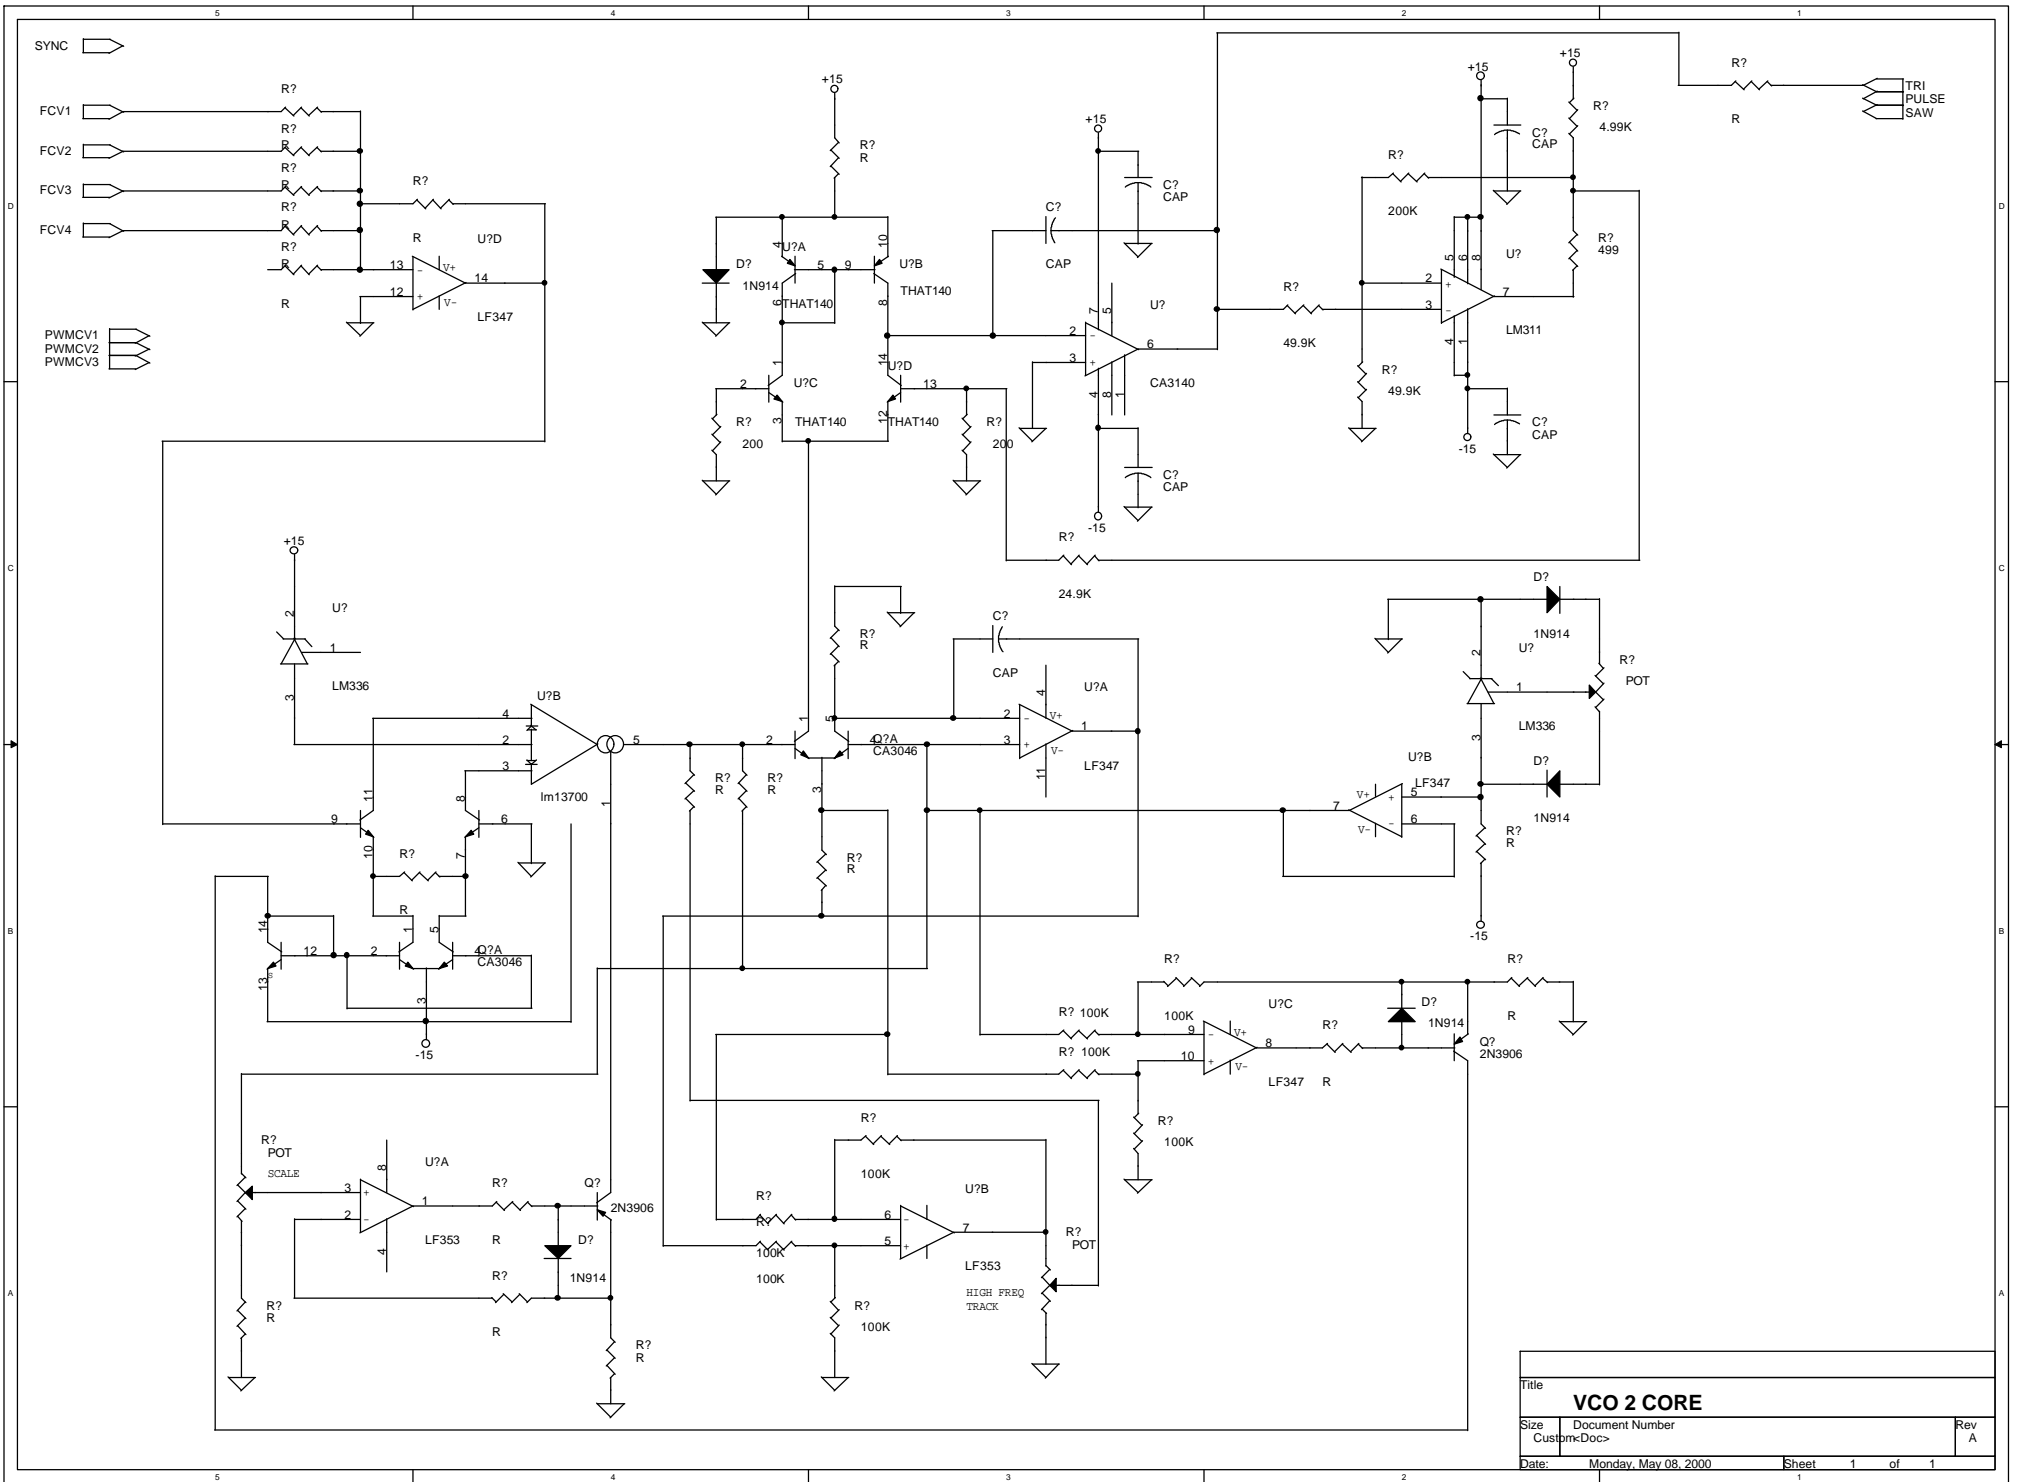 5 4 3 2 1
SYNC
FCV1
R?
R?
R
FCV2
R?
R
FCV3
R?
R
FCV4
R?
R
R
R?
R
U?D
13
12
14
V+
V-
LF347
PWMCV1
PWMCV2
PWMCV3
+15
R?
R
D?
1N914
4
U?A
5
6
THAT140
10
9
U?B
8
THAT140
1
2
U?C
3
THAT140
14
U?D
13
12
THAT140
R?
200
R?
200
C?
CAP
+15
C?
CAP
7
5
U?
2
3
6
4
8
1
CA3140
C?
CAP
-15
R?
49.9K
R?
49.9K
R?
200K
+15
C?
CAP
+15
R?
4.99K
R?
499
5
6
8
U?
2
3
7
4
1
LM311
C?
CAP
-15
R?
R
TRI
PULSE
SAW
R?
24.9K
+15
2
U?
1
3
LM336
U?B
4
2
3
5
1
lm13700
11
9
10
8
6
7
R?
R
14
12
13
S
1
2
5
4
3
Q?A
CA3046
-15
R?
R
R?
R
R?
R
1
2
5
4
3
Q?A
CA3046
R?
R
C?
CAP
U?A
4
2
3
1
11
V+
V-
LF347
D?
1N914
U?
2
1
3
LM336
R?
POT
D?
1N914
U?B
LF347
5
6
7
V+
V-
R?
R
-15
R?
100K
R? 100K
R? 100K
R?
100K
U?C
9
10
8
V+
V-
LF347
R?
R
D?
1N914
R?
R
Q?
2N3906
R?
POT
SCALE
R?
R
U?A
8
3
2
1
4
LF353
R?
R
R?
R
Q?
2N3906
D?
1N914
R?
R
R?
100K
R?
R?
100K
100K
R?
100K
U?B
6
5
7
LF353
R?
POT
HIGH FREQ
TRACK
D D
C C
B B
A A
Title
VCO 2 CORE
Size Document Number Rev
Custom <Doc> A
Date: Monday, May 08, 2000 Sheet 1 of 1
5 4 3 2 1